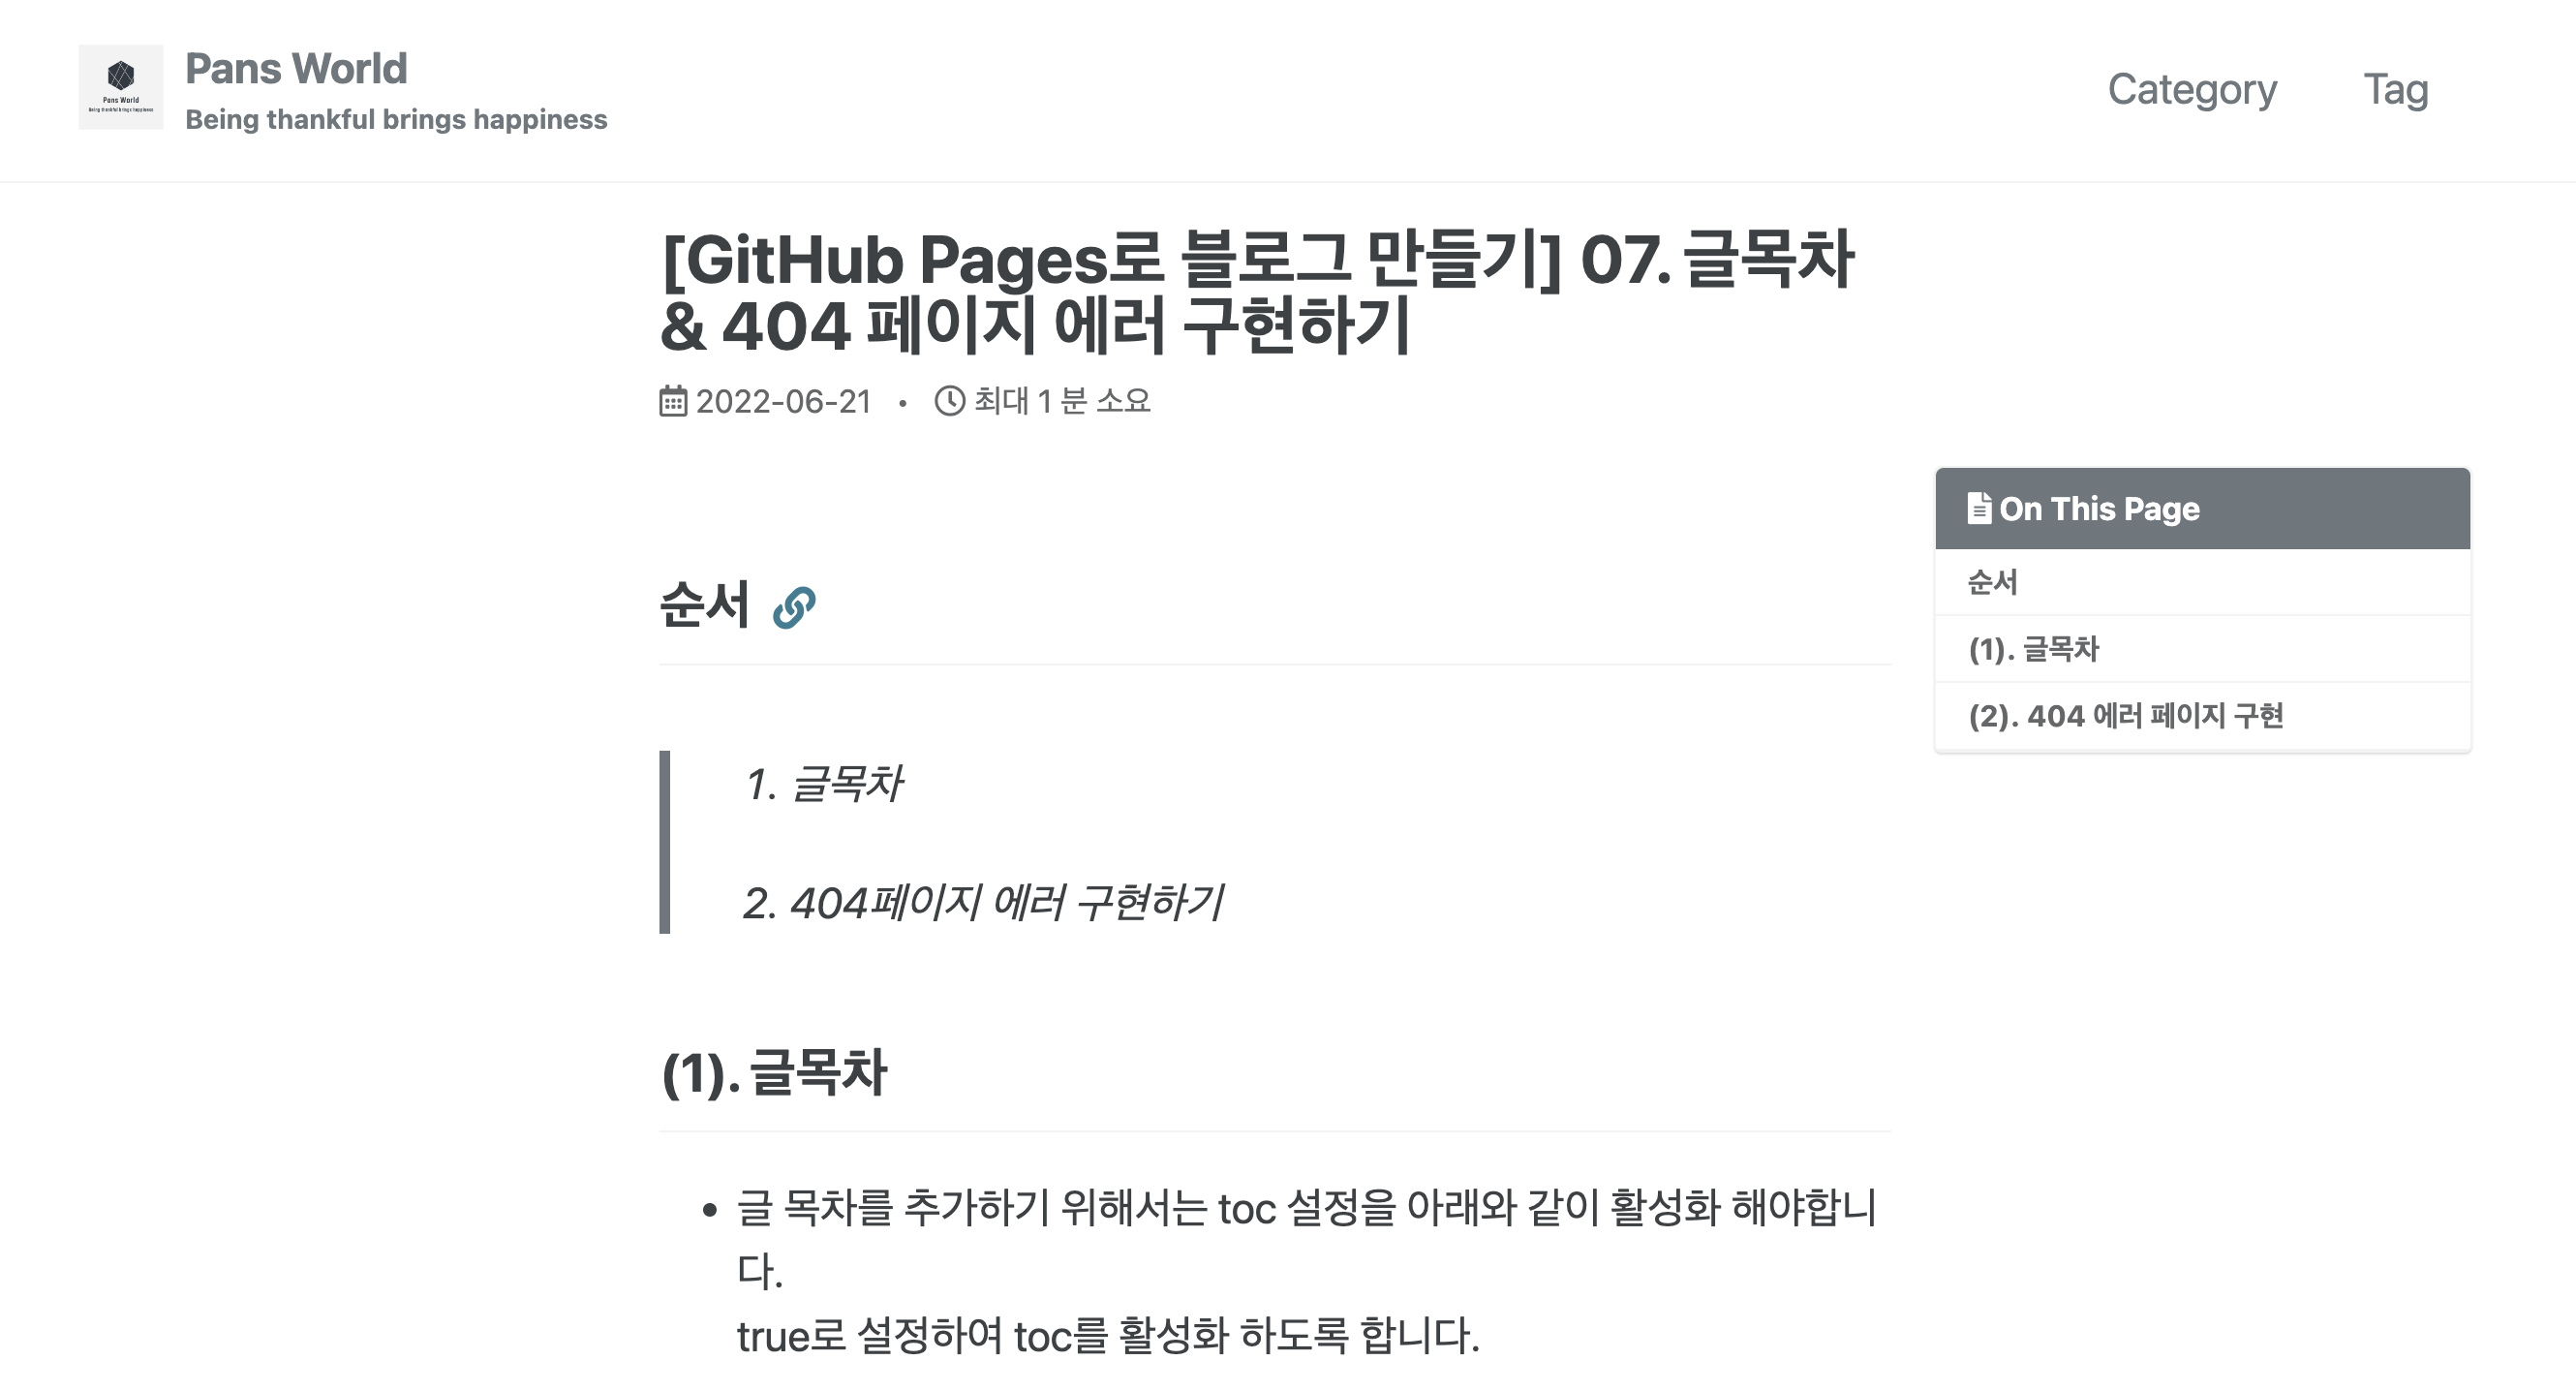 Pans World
Being thankful brings happiness
Pans World
Being thankful brings happiness
Category
Tag
[GitHub Pages로 블로그 만들기] 07. 글목차
& 404 페이지 에러 구현하기
2022-06-21 • 최대 1 분 소요
On This Page
순서
(1). 글목차
(2). 404 에러 페이지 구현
순서
1. 글목차
2. 404페이지 에러 구현하기
(1). 글목차
• 글 목차를 추가하기 위해서는 toc 설정을 아래와 같이 활성화 해야합니
다.
true로 설정하여 toc를 활성화 하도록 합니다.